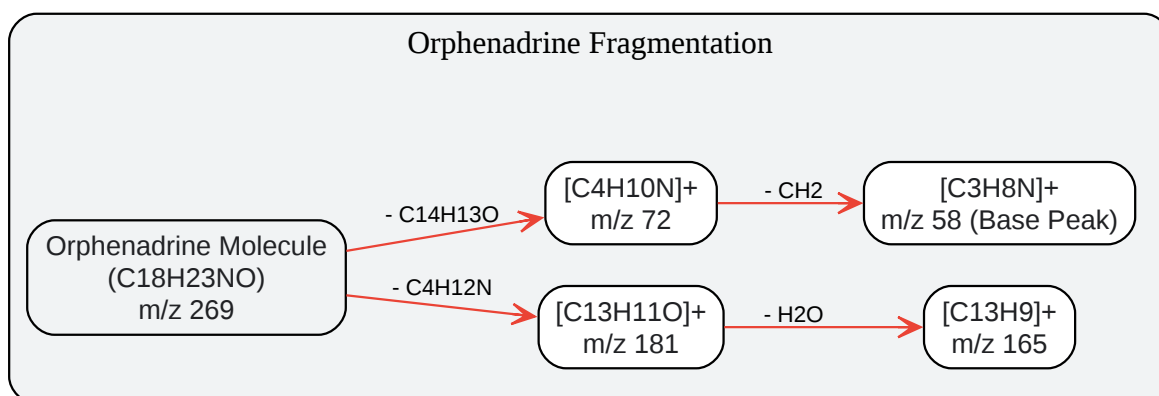 Orphenadrine Fragmentation
Orphenadrine Molecule
(C18H23NO)
m/z 269
- C14H13O
[C4H10N]+
m/z 72
- CH2
[C3H8N]+
m/z 58 (Base Peak)
- C4H12N
[C13H11O]+
m/z 181
- H2O
[C13H9]+
m/z 165